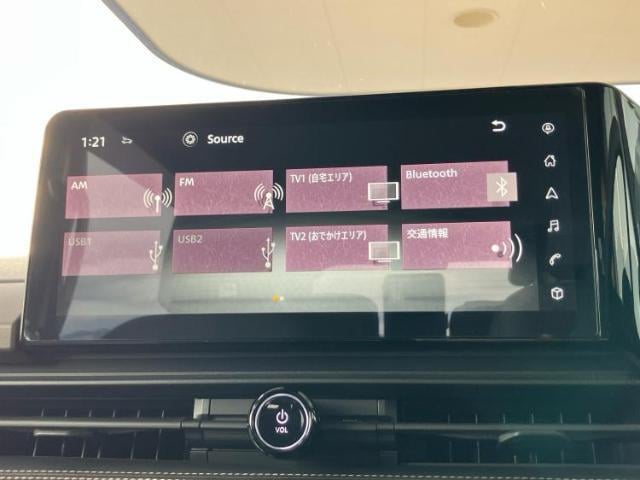 1:21
Source
AM
FM
TV1 (自宅エリア)
Bluetooth
USB1
USB2
TV2 (おでかけエリア)
交通情報
VOL